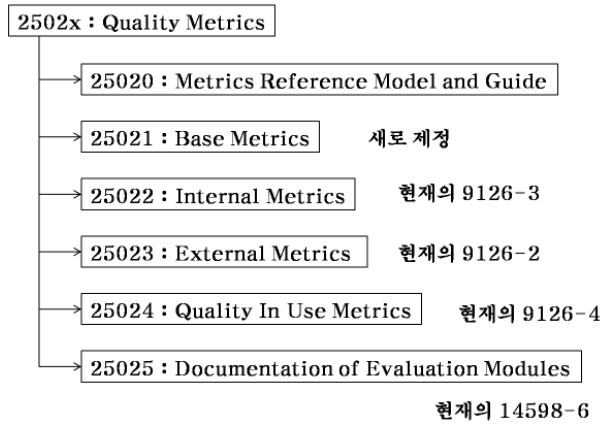 2502x : Quality Metrics
25020 : Metrics Reference Model and Guide
25021 : Base Metrics 새로 제정
25022 : Internal Metrics 현재의 9126-3
25023 : External Metrics 현재의 9126-2
25024 : Quality In Use Metrics 현재의 9126-4
25025 : Documentation of Evaluation Modules
현재의 14598-6